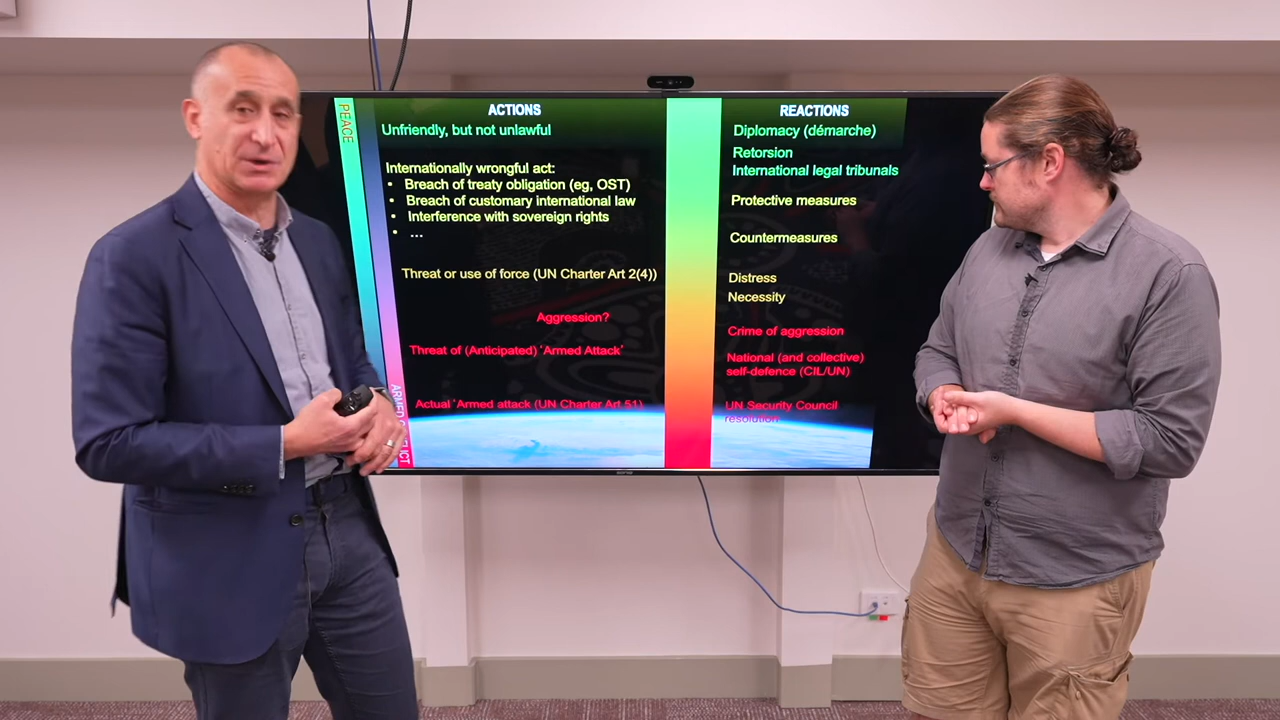 PEACE
ACTIONS
Unfriendly, but not unlawful
Internationally wrongful act:
• Breach of treaty obligation (eg, OST)
• Breach of customary international law
• Interference with sovereign rights
• ...
Threat or use of force (UN Charter Art 2(4))
Aggression?
Threat of (Anticipated) 'Armed Attack'
Actual 'Armed attack (UN Charter Art 51)
REACTIONS
Diplomacy (démarche)
Retorsion
International legal tribunals
Protective measures
Countermeasures
Distress
Necessity
Crime of aggression
National (and collective)
self-defence (CIL/UN)
UN Security Council
resolution